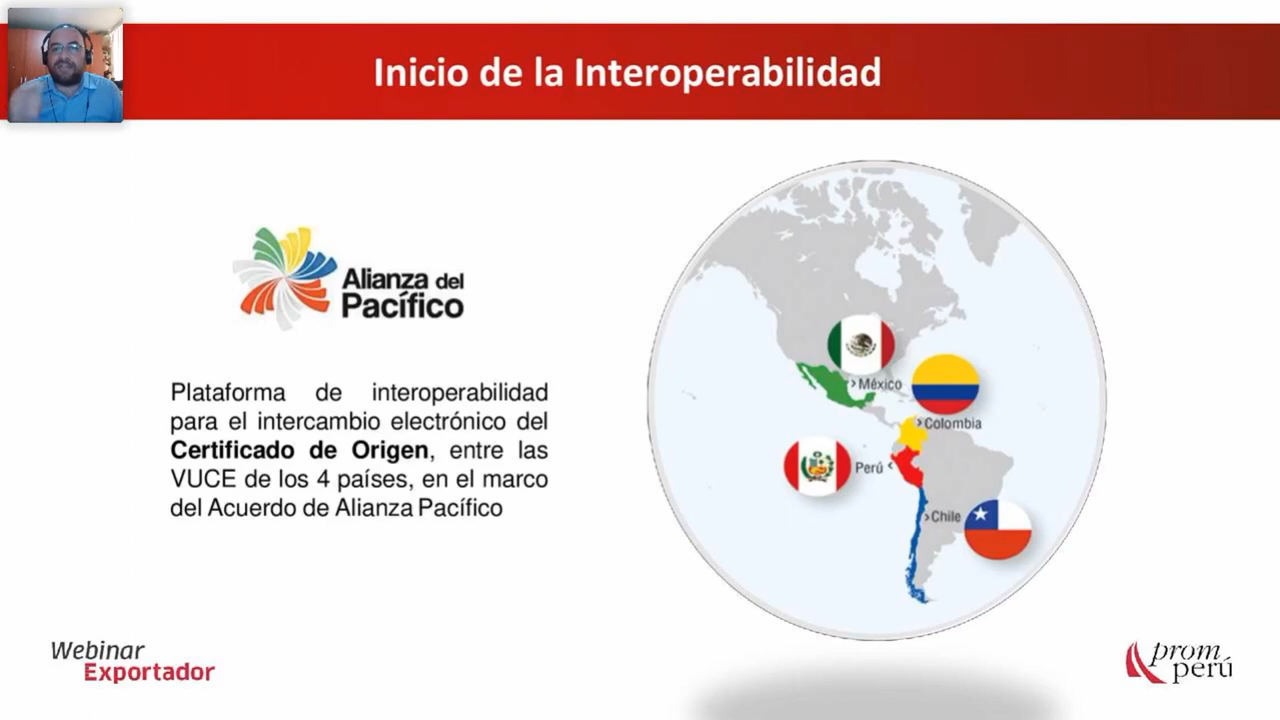 Inicio de la Interoperabilidad
Alianza del
Pacífico
Plataforma de interoperabilidad
para el intercambio electrónico del
Certificado de Origen, entre las
VUCE de los 4 países, en el marco
del Acuerdo de Alianza Pacífico
México
Colombia
Perú
Chile
Webinar
Exportador
prom
perú